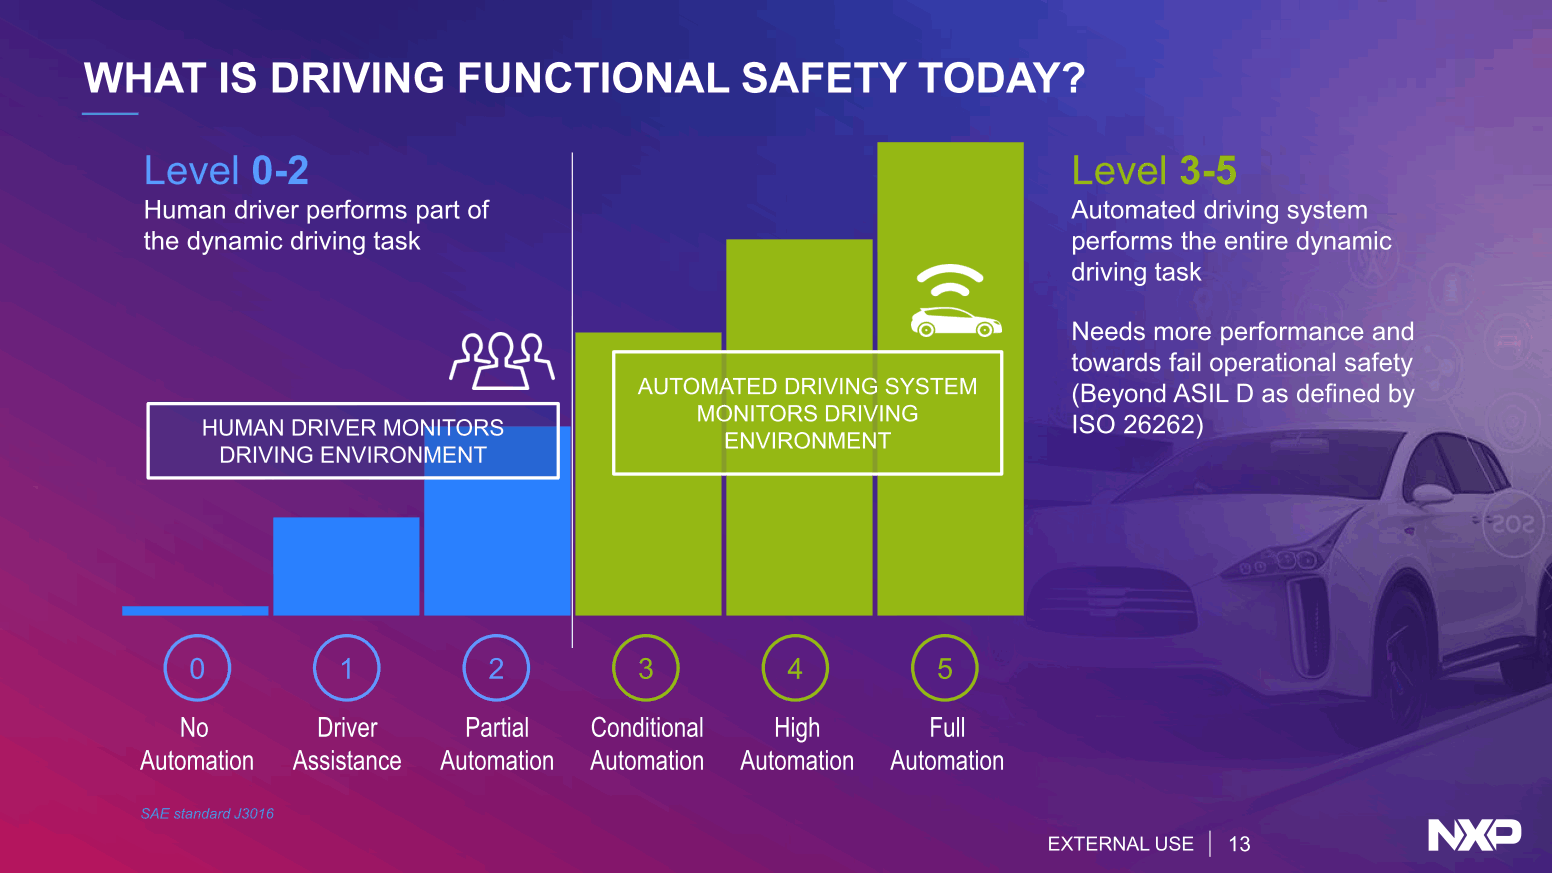 WHAT IS DRIVING FUNCTIONAL SAFETY TODAY?
Level 0-2
Human driver performs part of
the dynamic driving task
HUMAN DRIVER MONITORS
DRIVING ENVIRONMENT
AUTOMATED DRIVING SYSTEM
MONITORS DRIVING
ENVIRONMENT
Level 3-5
Automated driving system
performs the entire dynamic
driving task
Needs more performance and
towards fail operational safety
(Beyond ASIL D as defined by
ISO 26262)
SOS
0
1
2
3
4
5
No
Automation
Driver
Assistance
Partial
Automation
Conditional
Automation
High
Automation
Full
Automation
SAE standard J3016
EXTERNAL USE
13
NXP